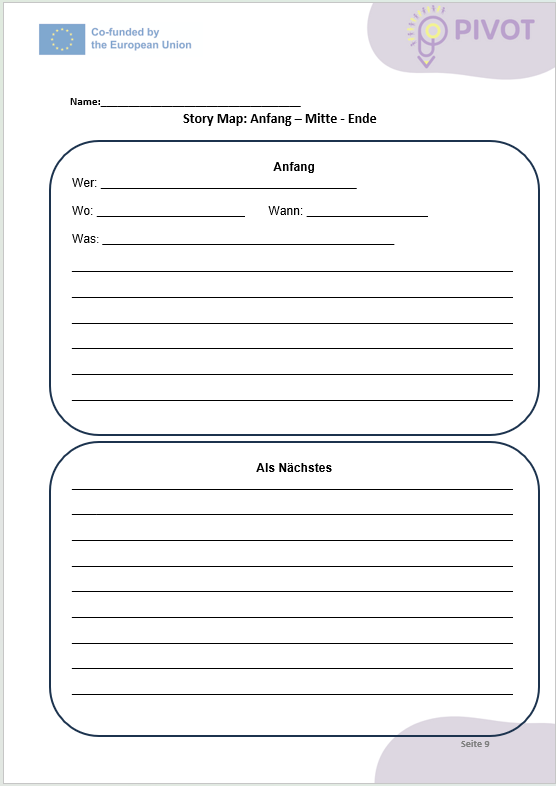 Co-funded by
the European Union
PIVOT
Name:
Story Map: Anfang – Mitte - Ende
Anfang
Wer:
Wo: Wann:
Was:
Als Nächstes
Seite 9